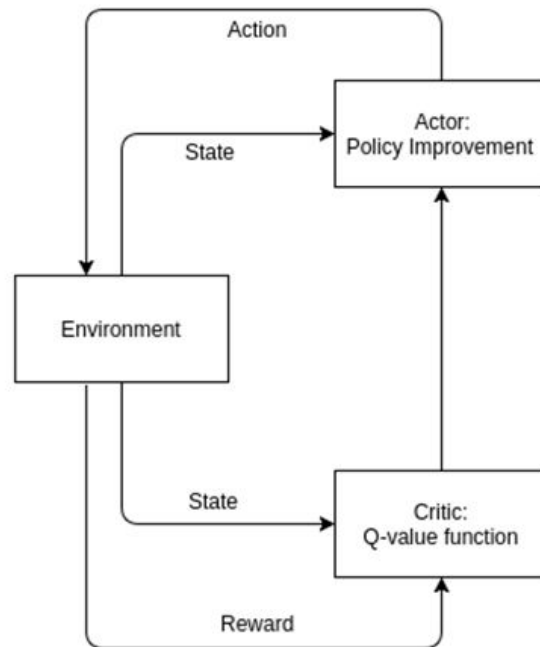 Action
Actor:
Policy Improvement
State
Environment
State
Critic:
Q-value function
Reward